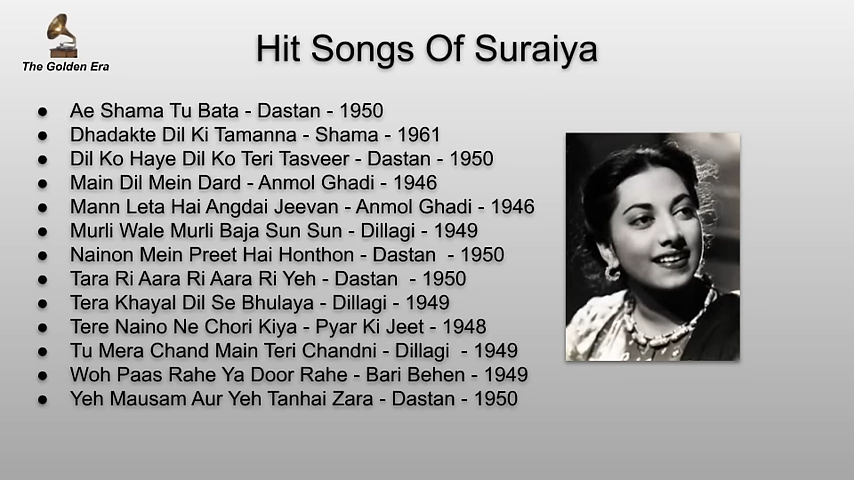 The Golden Era
Hit Songs Of Suraiya
● Ae Shama Tu Bata - Dastan - 1950
● Dhadakte Dil Ki Tamanna - Shama - 1961
● Dil Ko Haye Dil Ko Teri Tasveer - Dastan - 1950
● Main Dil Mein Dard - Anmol Ghadi - 1946
● Mann Leta Hai Angdai Jeevan - Anmol Ghadi - 1946
● Murli Wale Murli Baja Sun Sun - Dillagi - 1949
● Nainon Mein Preet Hai Honthon - Dastan  - 1950
● Tara Ri Aara Ri Aara Ri Yeh - Dastan  - 1950
● Tera Khayal Dil Se Bhulaya - Dillagi - 1949
● Tere Naino Ne Chori Kiya - Pyar Ki Jeet - 1948
● Tu Mera Chand Main Teri Chandni - Dillagi  - 1949
● Woh Paas Rahe Ya Door Rahe - Bari Behen - 1949
● Yeh Mausam Aur Yeh Tanhai Zara - Dastan - 1950